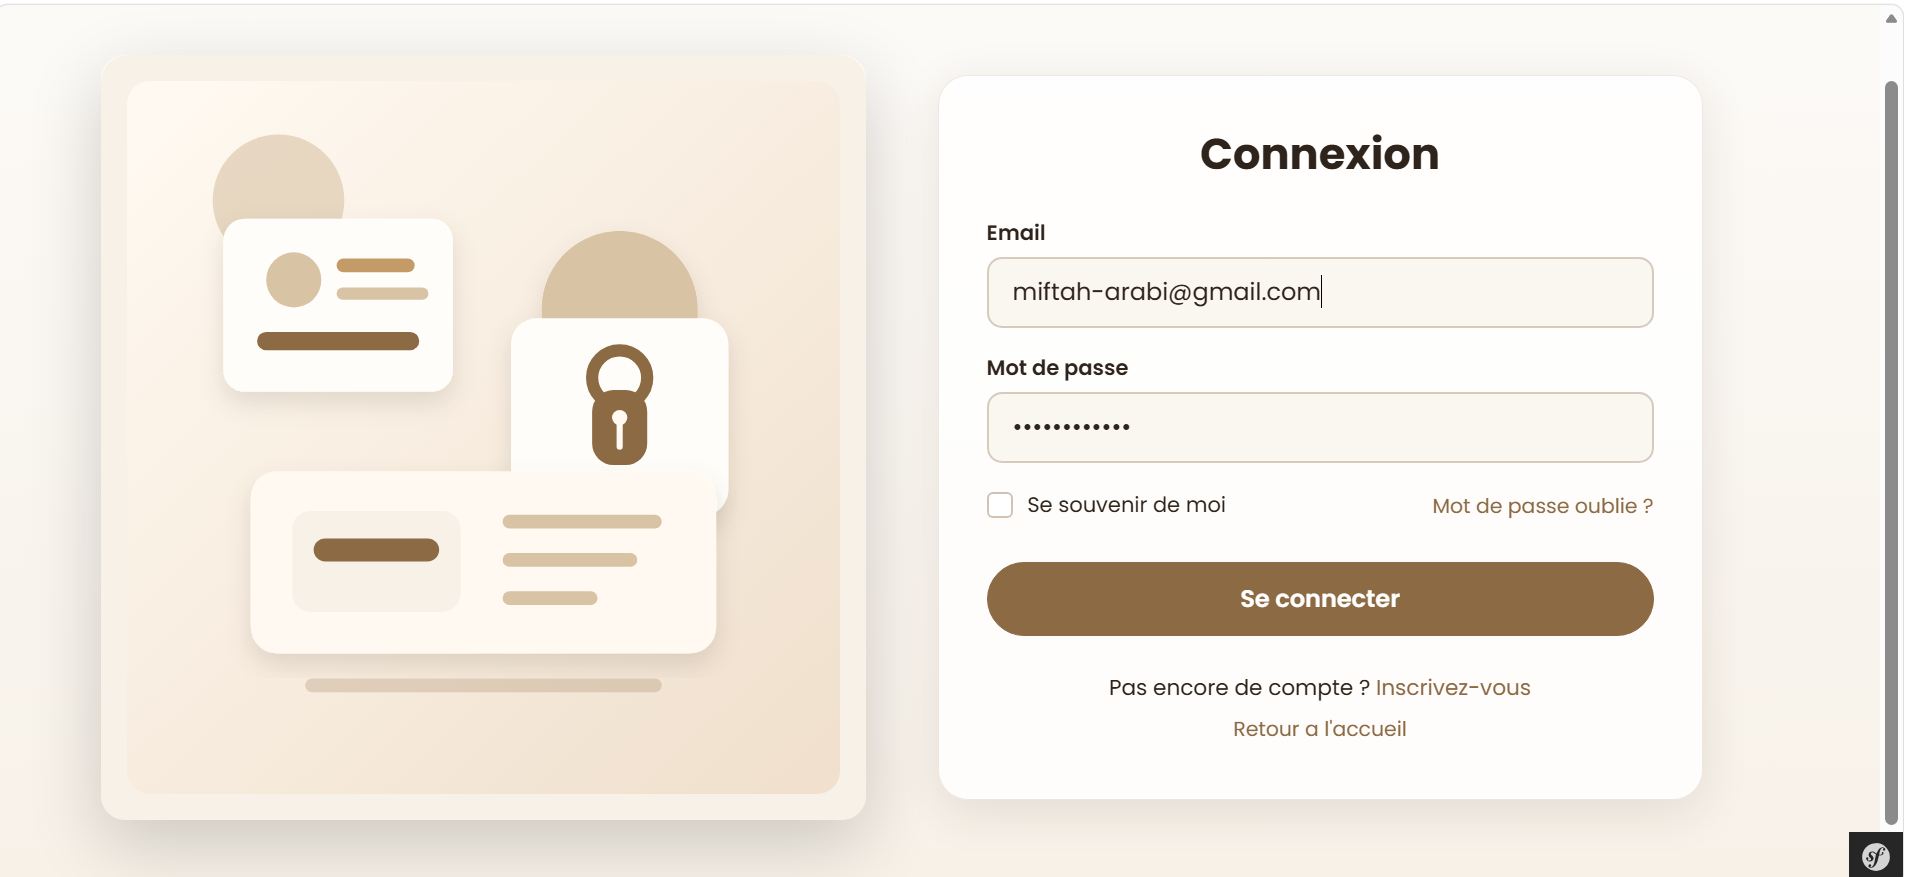 Connexion
Email
miftah-arabi@gmail.com
Mot de passe
••••••••••••
Se souvenir de moi
Mot de passe oublie ?
Se connecter
Pas encore de compte ? Inscrivez-vous
Retour a l'accueil
sf